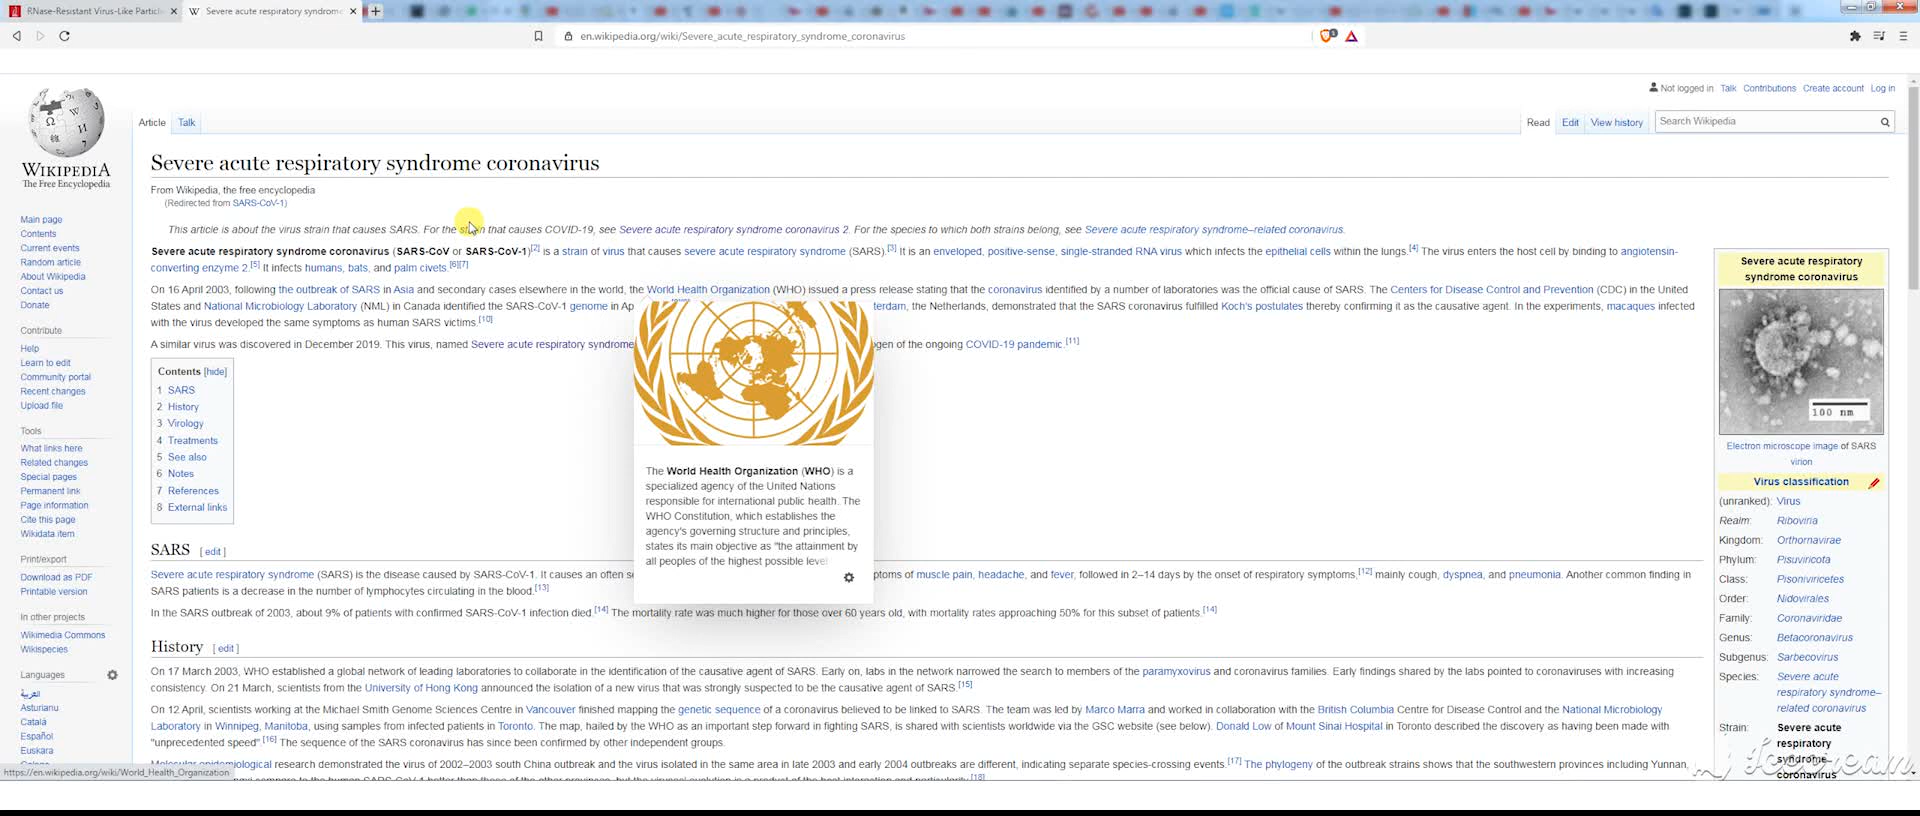 RNase-Resistant Virus-Like Particle
Severe acute respiratory syndrome
en.wikipedia.org/wiki/Severe_acute_respiratory_syndrome_coronavirus
Not logged in Talk Contributions Create account Log in
Article Talk
Read Edit View history
Search Wikipedia
WIKIPEDIA
The Free Encyclopedia
Main page
Contents
Current events
Random article
About Wikipedia
Contact us
Donate
Contribute
Help
Learn to edit
Community portal
Recent changes
Upload file
Tools
What links here
Related changes
Special pages
Permanent link
Page information
Cite this page
Wikidata item
Print/export
Download as PDF
Printable version
In other projects
Wikimedia Commons
Wikispecies
Languages
العربية
Asturianu
Català
Español
Euskara
Severe acute respiratory syndrome coronavirus
From Wikipedia, the free encyclopedia
(Redirected from SARS-CoV-1)
This article is about the virus strain that causes SARS. For the strain that causes COVID-19, see Severe acute respiratory syndrome coronavirus 2. For the species to which both strains belong, see Severe acute respiratory syndrome–related coronavirus.
Severe acute respiratory syndrome coronavirus (SARS-CoV or SARS-CoV-1)[2] is a strain of virus that causes severe acute respiratory syndrome (SARS).[3] It is an enveloped, positive-sense, single-stranded RNA virus which infects the epithelial cells within the lungs.[4] The virus enters the host cell by binding to angiotensin-
converting enzyme 2.[5] It infects humans, bats, and palm civets.[6][7]
On 16 April 2003, following the outbreak of SARS in Asia and secondary cases elsewhere in the world, the World Health Organization (WHO) issued a press release stating that the coronavirus identified by a number of laboratories was the official cause of SARS. The Centers for Disease Control and Prevention (CDC) in the United
States and National Microbiology Laboratory (NML) in Canada identified the SARS-CoV-1 genome in Ap terdam, the Netherlands, demonstrated that the SARS coronavirus fulfilled Koch's postulates thereby confirming it as the causative agent. In the experiments, macaques infected
with the virus developed the same symptoms as human SARS victims.[10]
A similar virus was discovered in December 2019. This virus, named Severe acute respiratory syndrome gen of the ongoing COVID-19 pandemic.[11]
Contents [hide]
1 SARS
2 History
3 Virology
4 Treatments
5 See also
6 Notes
7 References
8 External links
The World Health Organization (WHO) is a
specialized agency of the United Nations
responsible for international public health. The
WHO Constitution, which establishes the
agency's governing structure and principles,
states its main objective as "the attainment by
all peoples of the highest possible level
SARS [ edit ]
Severe acute respiratory syndrome (SARS) is the disease caused by SARS-CoV-1. It causes an often se ptoms of muscle pain, headache, and fever, followed in 2–14 days by the onset of respiratory symptoms,[12] mainly cough, dyspnea, and pneumonia. Another common finding in
SARS patients is a decrease in the number of lymphocytes circulating in the blood.[13]
In the SARS outbreak of 2003, about 9% of patients with confirmed SARS-CoV-1 infection died.[14] The mortality rate was much higher for those over 60 years old, with mortality rates approaching 50% for this subset of patients.[14]
History [ edit ]
On 17 March 2003, WHO established a global network of leading laboratories to collaborate in the identification of the causative agent of SARS. Early on, labs in the network narrowed the search to members of the paramyxovirus and coronavirus families. Early findings shared by the labs pointed to coronaviruses with increasing
consistency. On 21 March, scientists from the University of Hong Kong announced the isolation of a new virus that was strongly suspected to be the causative agent of SARS.[15]
On 12 April, scientists working at the Michael Smith Genome Sciences Centre in Vancouver finished mapping the genetic sequence of a coronavirus believed to be linked to SARS. The team was led by Marco Marra and worked in collaboration with the British Columbia Centre for Disease Control and the National Microbiology
Laboratory in Winnipeg, Manitoba, using samples from infected patients in Toronto. The map, hailed by the WHO as an important step forward in fighting SARS, is shared with scientists worldwide via the GSC website (see below). Donald Low of Mount Sinai Hospital in Toronto described the discovery as having been made with
"unprecedented speed".[16] The sequence of the SARS coronavirus has since been confirmed by other independent groups.
Molecular epidemiological research demonstrated the virus of 2002–2003 south China outbreak and the virus isolated in the same area in late 2003 and early 2004 outbreaks are different, indicating separate species-crossing events.[17] The phylogeny of the outbreak strains shows that the southwestern provinces including Yunnan,
Severe acute respiratory
syndrome coronavirus
100 nm
Electron microscope image of SARS
virion
Virus classification
(unranked): Virus
Realm: Riboviria
Kingdom: Orthornavirae
Phylum: Pisuviricota
Class: Pisoniviricetes
Order: Nidovirales
Family: Coronaviridae
Genus: Betacoronavirus
Subgenus: Sarbecovirus
Species: Severe acute
respiratory syndrome–
related coronavirus
Strain: Severe acute
respiratory
syndrome
coronavirus
https://en.wikipedia.org/wiki/World_Health_Organization
Icecream